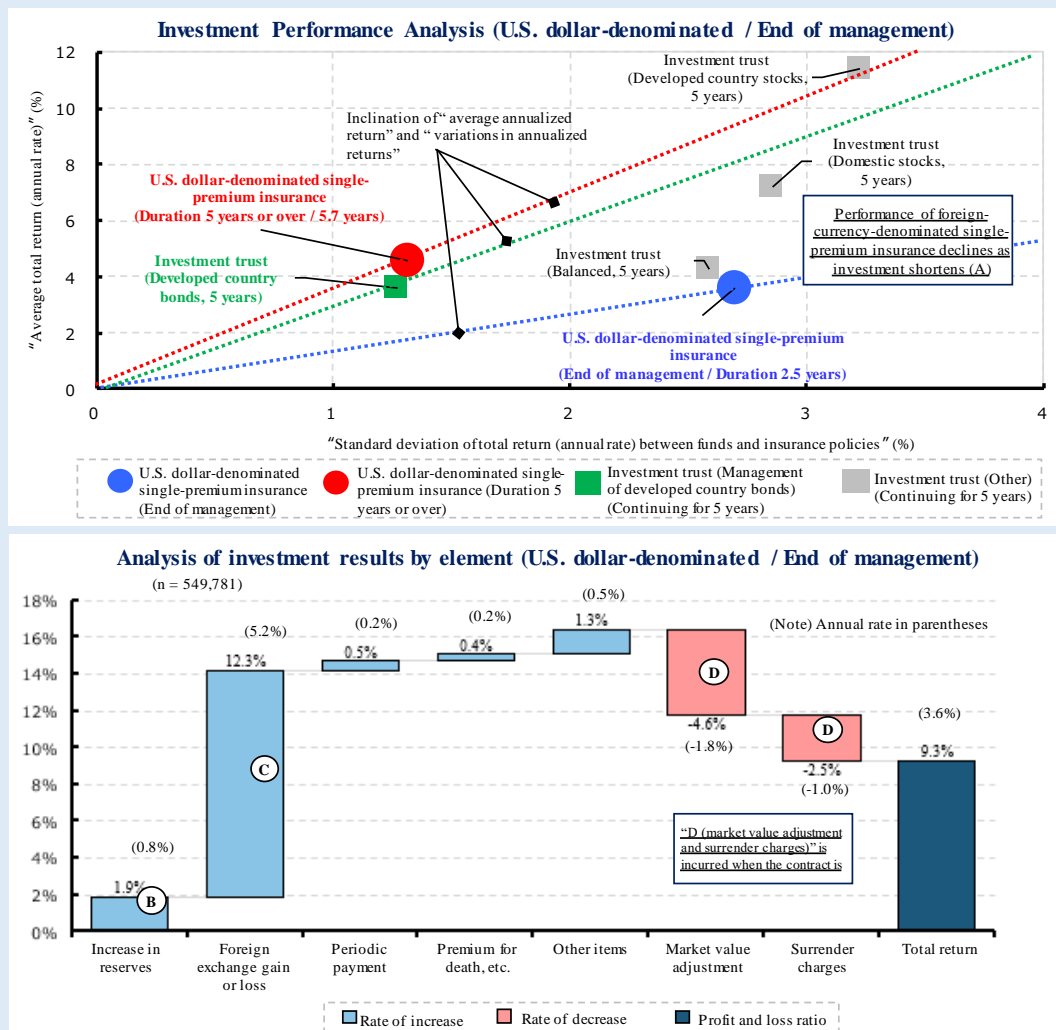 Investment Performance Analysis (U.S. dollar-denominated / End of management)
"Average total return (annual rate)" (%)
12
10
8
6
4
2
0
0
1
2
3
4
Investment trust
(Developed country stocks,
5 years)
Inclination of "average annualized
return" and "variations in annualized
returns"
Investment trust
(Domestic stocks,
5 years)
U.S. dollar-denominated single-
premium insurance
(Duration 5 years or over / 5.7 years)
Performance of foreign-
currency-denominated single-
premium insurance declines as
investment shortens (A)
Investment trust
(Developed country
bonds, 5 years)
Investment trust
(Balanced, 5 years)
U.S. dollar-denominated single-premium
insurance
(End of management / Duration 2.5 years)
"Standard deviation of total return (annual rate) between funds and insurance policies" (%)
U.S. dollar-denominated
single-premium insurance
(End of management)
U.S. dollar-denominated single-
premium insurance (Duration 5
years or over)
Investment trust (Management
of developed country bonds)
(Continuing for 5 years)
Investment trust (Other)
(Continuing for 5 years)
Analysis of investment results by element (U.S. dollar-denominated / End of management)
(n = 549,781)
18%
16%
14%
12%
10%
8%
6%
4%
2%
0%
(Note) Annual rate in parentheses
(0.8%)
1.9%
B
(5.2%)
12.3%
C
(0.2%)
0.5%
(0.2%)
0.4%
(0.5%)
1.3%
D
-4.6%
(-1.8%)
D
-2.5%
(-1.0%)
(3.6%)
9.3%
"D (market value adjustment
and surrender charges)" is
incurred when the contract is
Increase in
reserves
Foreign
exchange gain
or loss
Periodic
payment
Premium for
death, etc.
Other items
Market value
adjustment
Surrender
charges
Total return
Rate of increase
Rate of decrease
Profit and loss ratio